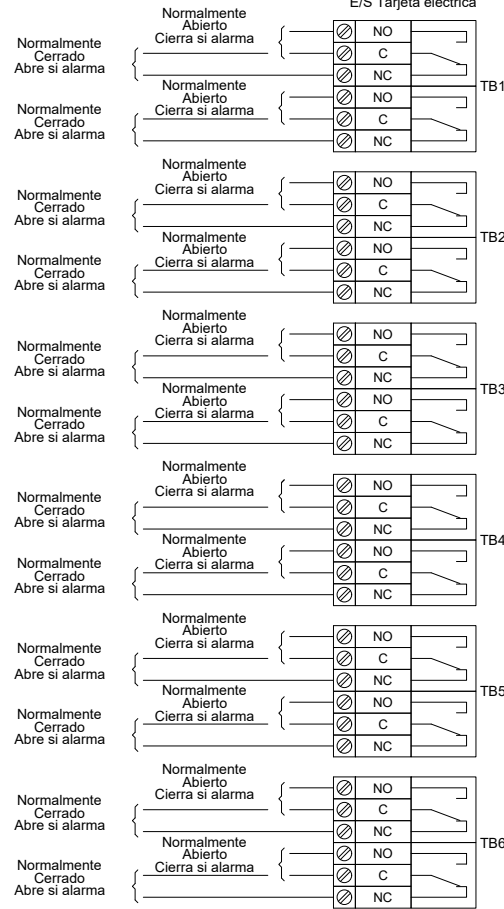 E/S Tarjeta eléctrica
Normalmente
Abierto
Cierra si alarma
NO
Normalmente
Cerrado
Abre si alarma
C
NC
Normalmente
Abierto
Cierra si alarma
TB1
NO
Normalmente
Cerrado
Abre si alarma
C
NC
Normalmente
Abierto
Cierra si alarma
NO
Normalmente
Cerrado
Abre si alarma
C
NC
Normalmente
Abierto
Cierra si alarma
TB2
NO
Normalmente
Cerrado
Abre si alarma
C
NC
Normalmente
Abierto
Cierra si alarma
NO
Normalmente
Cerrado
Abre si alarma
C
NC
Normalmente
Abierto
Cierra si alarma
TB3
NO
Normalmente
Cerrado
Abre si alarma
C
NC
Normalmente
Abierto
Cierra si alarma
NO
Normalmente
Cerrado
Abre si alarma
C
NC
Normalmente
Abierto
Cierra si alarma
TB4
NO
Normalmente
Cerrado
Abre si alarma
C
NC
Normalmente
Abierto
Cierra si alarma
NO
Normalmente
Cerrado
Abre si alarma
C
NC
Normalmente
Abierto
Cierra si alarma
TB5
NO
Normalmente
Cerrado
Abre si alarma
C
NC
Normalmente
Abierto
Cierra si alarma
NO
Normalmente
Cerrado
Abre si alarma
C
NC
Normalmente
Abierto
Cierra si alarma
TB6
NO
Normalmente
Cerrado
Abre si alarma
C
NC